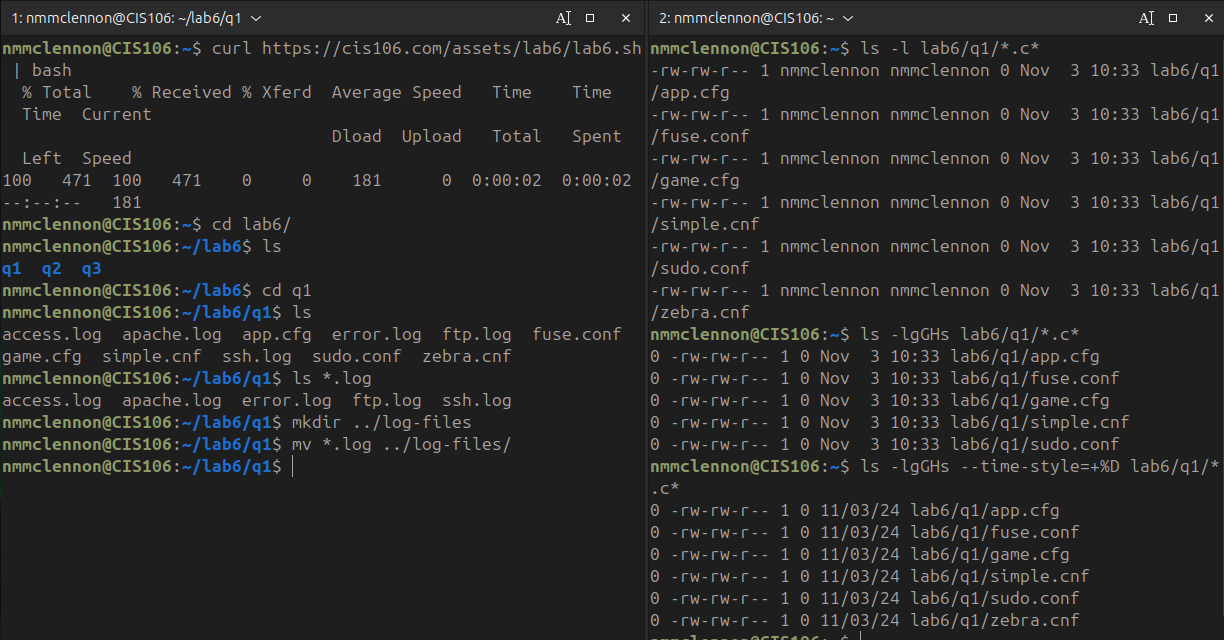 1: nmmclennon@CIS106: ~/lab6/q1
nmmclennon@CIS106:~$ curl https://cis106.com/assets/lab6/lab6.sh
 | bash
  % Total    % Received % Xferd  Average Speed   Time    Time
  Time  Current
                                 Dload  Upload   Total   Spent
  Left  Speed
100   471  100   471    0     0    181      0  0:00:02  0:00:02
--:--:--   181
nmmclennon@CIS106:~$ cd lab6/
nmmclennon@CIS106:~/lab6$ ls
q1  q2  q3
nmmclennon@CIS106:~/lab6$ cd q1
nmmclennon@CIS106:~/lab6/q1$ ls
access.log  apache.log  app.cfg  error.log  ftp.log  fuse.conf
game.cfg  simple.cnf  ssh.log  sudo.conf  zebra.cnf
nmmclennon@CIS106:~/lab6/q1$ ls *.log
access.log  apache.log  error.log  ftp.log  ssh.log
nmmclennon@CIS106:~/lab6/q1$ mkdir ../log-files
nmmclennon@CIS106:~/lab6/q1$ mv *.log ../log-files/
nmmclennon@CIS106:~/lab6/q1$
2: nmmclennon@CIS106: ~
nmmclennon@CIS106:~$ ls -l lab6/q1/*.c*
-rw-rw-r-- 1 nmmclennon nmmclennon 0 Nov  3 10:33 lab6/q1
/app.cfg
-rw-rw-r-- 1 nmmclennon nmmclennon 0 Nov  3 10:33 lab6/q1
/fuse.conf
-rw-rw-r-- 1 nmmclennon nmmclennon 0 Nov  3 10:33 lab6/q1
/game.cfg
-rw-rw-r-- 1 nmmclennon nmmclennon 0 Nov  3 10:33 lab6/q1
/simple.cnf
-rw-rw-r-- 1 nmmclennon nmmclennon 0 Nov  3 10:33 lab6/q1
/sudo.conf
-rw-rw-r-- 1 nmmclennon nmmclennon 0 Nov  3 10:33 lab6/q1
/zebra.cnf
nmmclennon@CIS106:~$ ls -lgGHs lab6/q1/*.c*
0 -rw-rw-r-- 1 0 Nov  3 10:33 lab6/q1/app.cfg
0 -rw-rw-r-- 1 0 Nov  3 10:33 lab6/q1/fuse.conf
0 -rw-rw-r-- 1 0 Nov  3 10:33 lab6/q1/game.cfg
0 -rw-rw-r-- 1 0 Nov  3 10:33 lab6/q1/simple.cnf
0 -rw-rw-r-- 1 0 Nov  3 10:33 lab6/q1/sudo.conf
nmmclennon@CIS106:~$ ls -lgGHs --time-style=+%D lab6/q1/*
.c*
0 -rw-rw-r-- 1 0 11/03/24 lab6/q1/app.cfg
0 -rw-rw-r-- 1 0 11/03/24 lab6/q1/fuse.conf
0 -rw-rw-r-- 1 0 11/03/24 lab6/q1/game.cfg
0 -rw-rw-r-- 1 0 11/03/24 lab6/q1/simple.cnf
0 -rw-rw-r-- 1 0 11/03/24 lab6/q1/sudo.conf
0 -rw-rw-r-- 1 0 11/03/24 lab6/q1/zebra.cnf